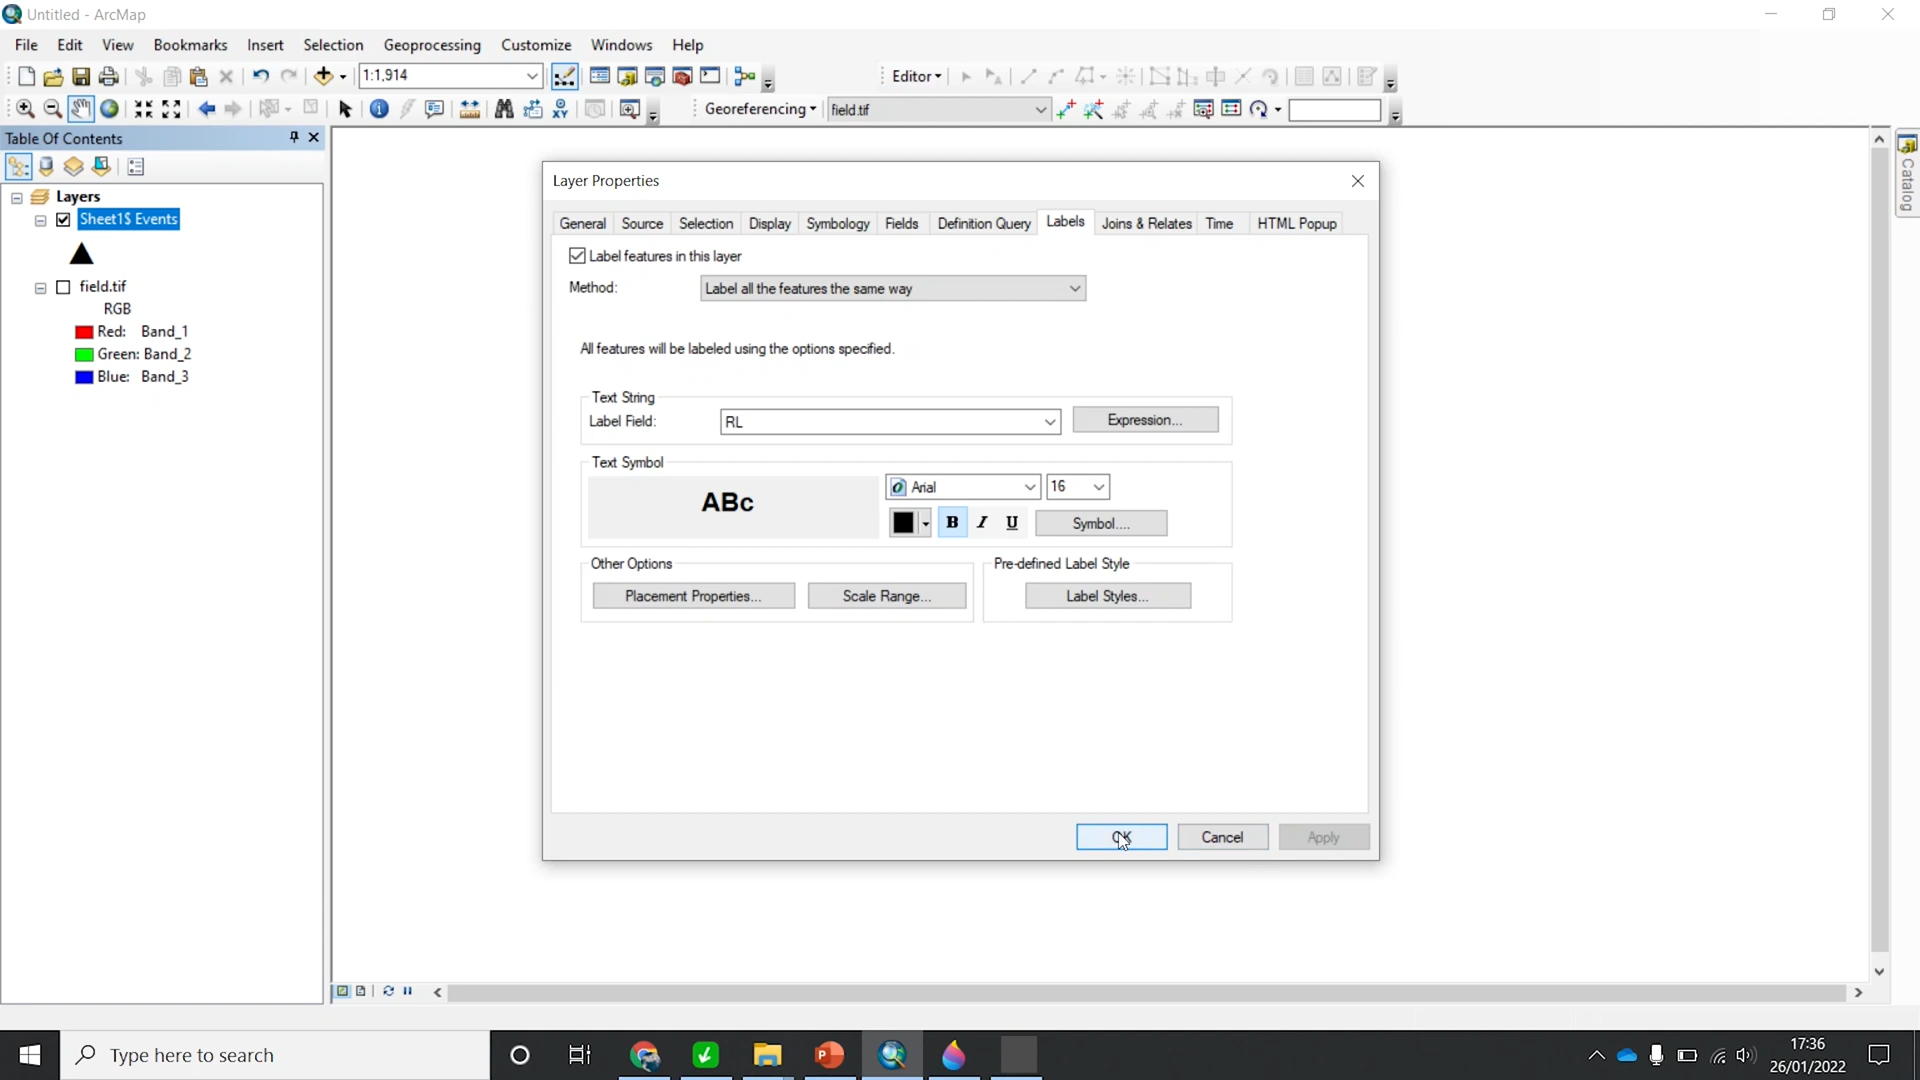 Untitled - ArcMap
File Edit View Bookmarks Insert Selection Geoprocessing Customize Windows Help
1:1,914 Editor
Georeferencing field.tif
Table Of Contents
Catalog
Layers
Sheet1$ Events
field.tif
RGB
Red: Band_1
Green: Band_2
Blue: Band_3
Layer Properties
General Source Selection Display Symbology Fields Definition Query Labels Joins & Relates Time HTML Popup
Label features in this layer
Method: Label all the features the same way
All features will be labeled using the options specified.
Text String
Label Field: RL Expression...
Text Symbol
ABc Arial 16
B I U Symbol....
Other Options Pre-defined Label Style
Placement Properties... Scale Range... Label Styles...
OK Cancel Apply
Type here to search
17:36
26/01/2022